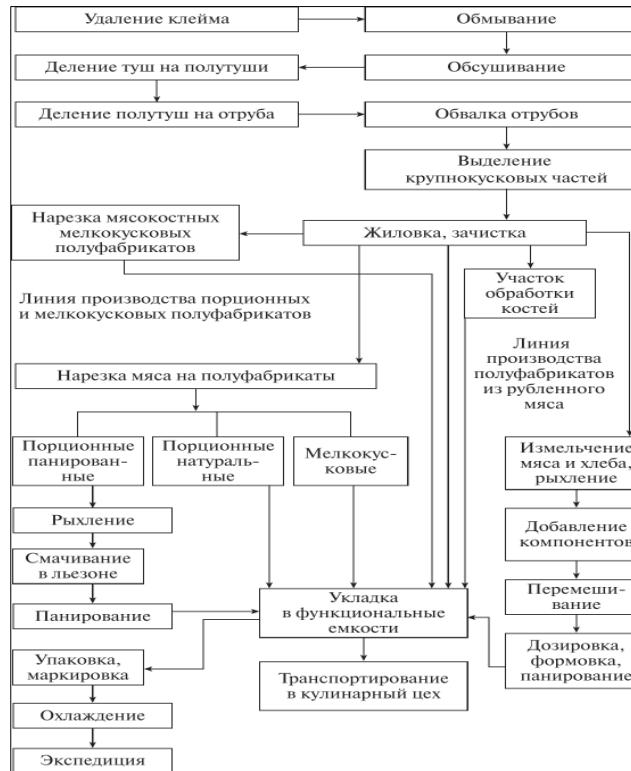 Удаление клейма
Обмывание
Деление туш на полутуши
Обсушивание
Деление полутуш на отруба
Обвалка отрубов
Выделение
крупнокусковых частей
Нарезка мясокостных
мелкокусковых
полуфабрикатов
Жиловка, зачистка
Участок
обработки
костей
Линия производства порционных
и мелкокусковых полуфабрикатов
Линия
производства
полуфабрикатов
из рубленного
мяса
Нарезка мяса на полуфабрикаты
Порционные
панирован-
ные
Порционные
натураль-
ные
Мелкокус-
ковые
Измельчение
мяса и хлеба,
рыхление
Рыхление
Добавление
компонентов
Смачивание
в льезоне
Перемеши-
вание
Панирование
Укладка
в функциональные
емкости
Дозировка,
формовка,
панирование
Упаковка,
маркировка
Транспортирование
в кулинарный цех
Охлаждение
Экспедиция